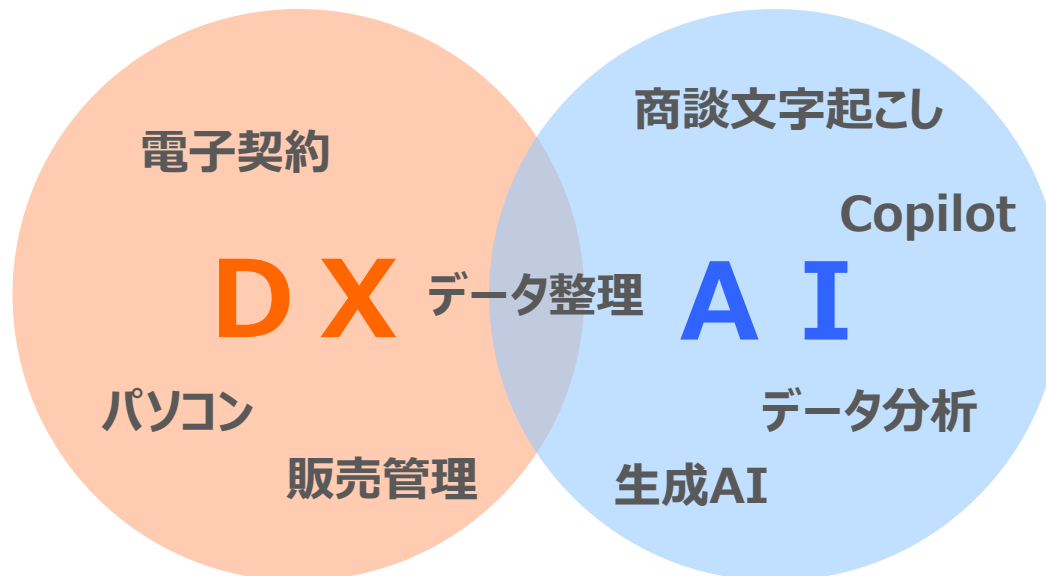 商談文字起こし
電子契約
Copilot
ＤＸ
データ整理
ＡＩ
パソコン
データ分析
販売管理
生成AI